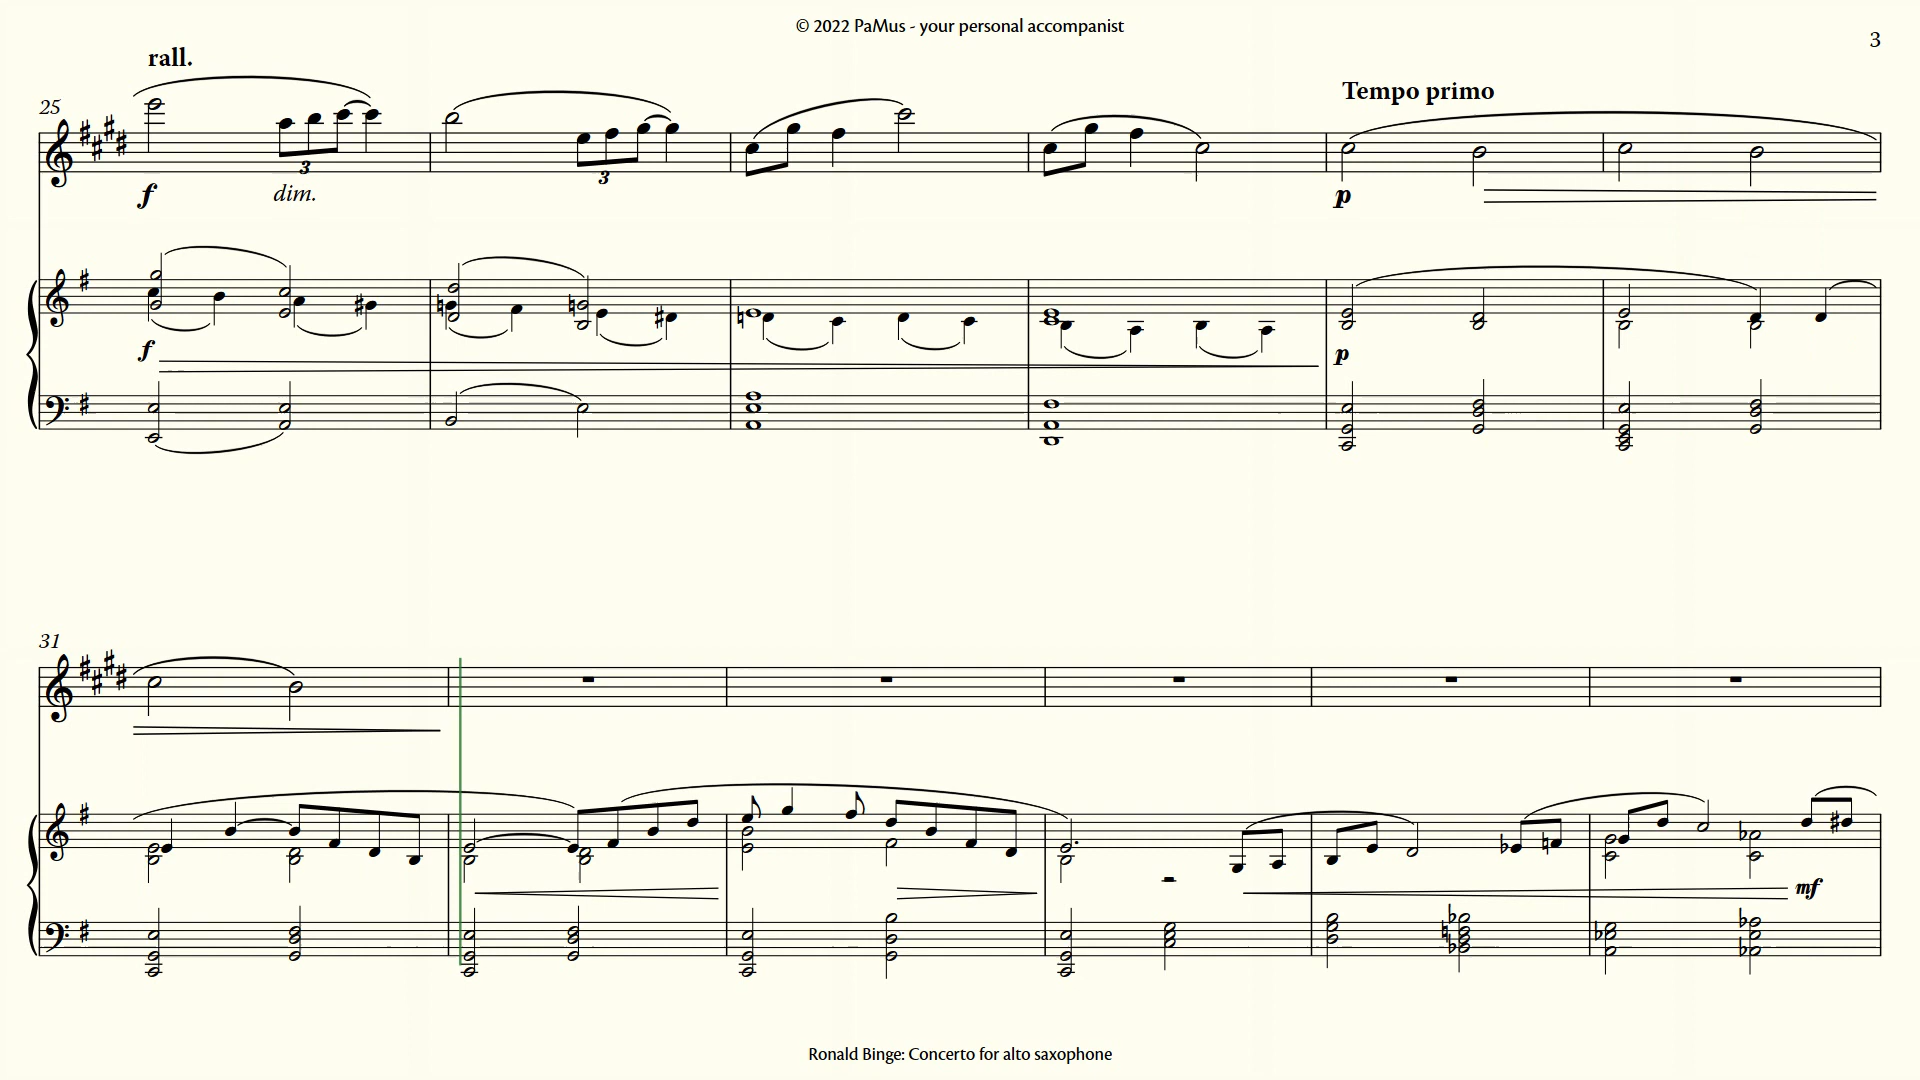 © 2022 PaMus - your personal accompanist
3
rall.
Tempo primo
25
3
3
f
dim.
p
f
p
31
mf
Ronald Binge: Concerto for alto saxophone